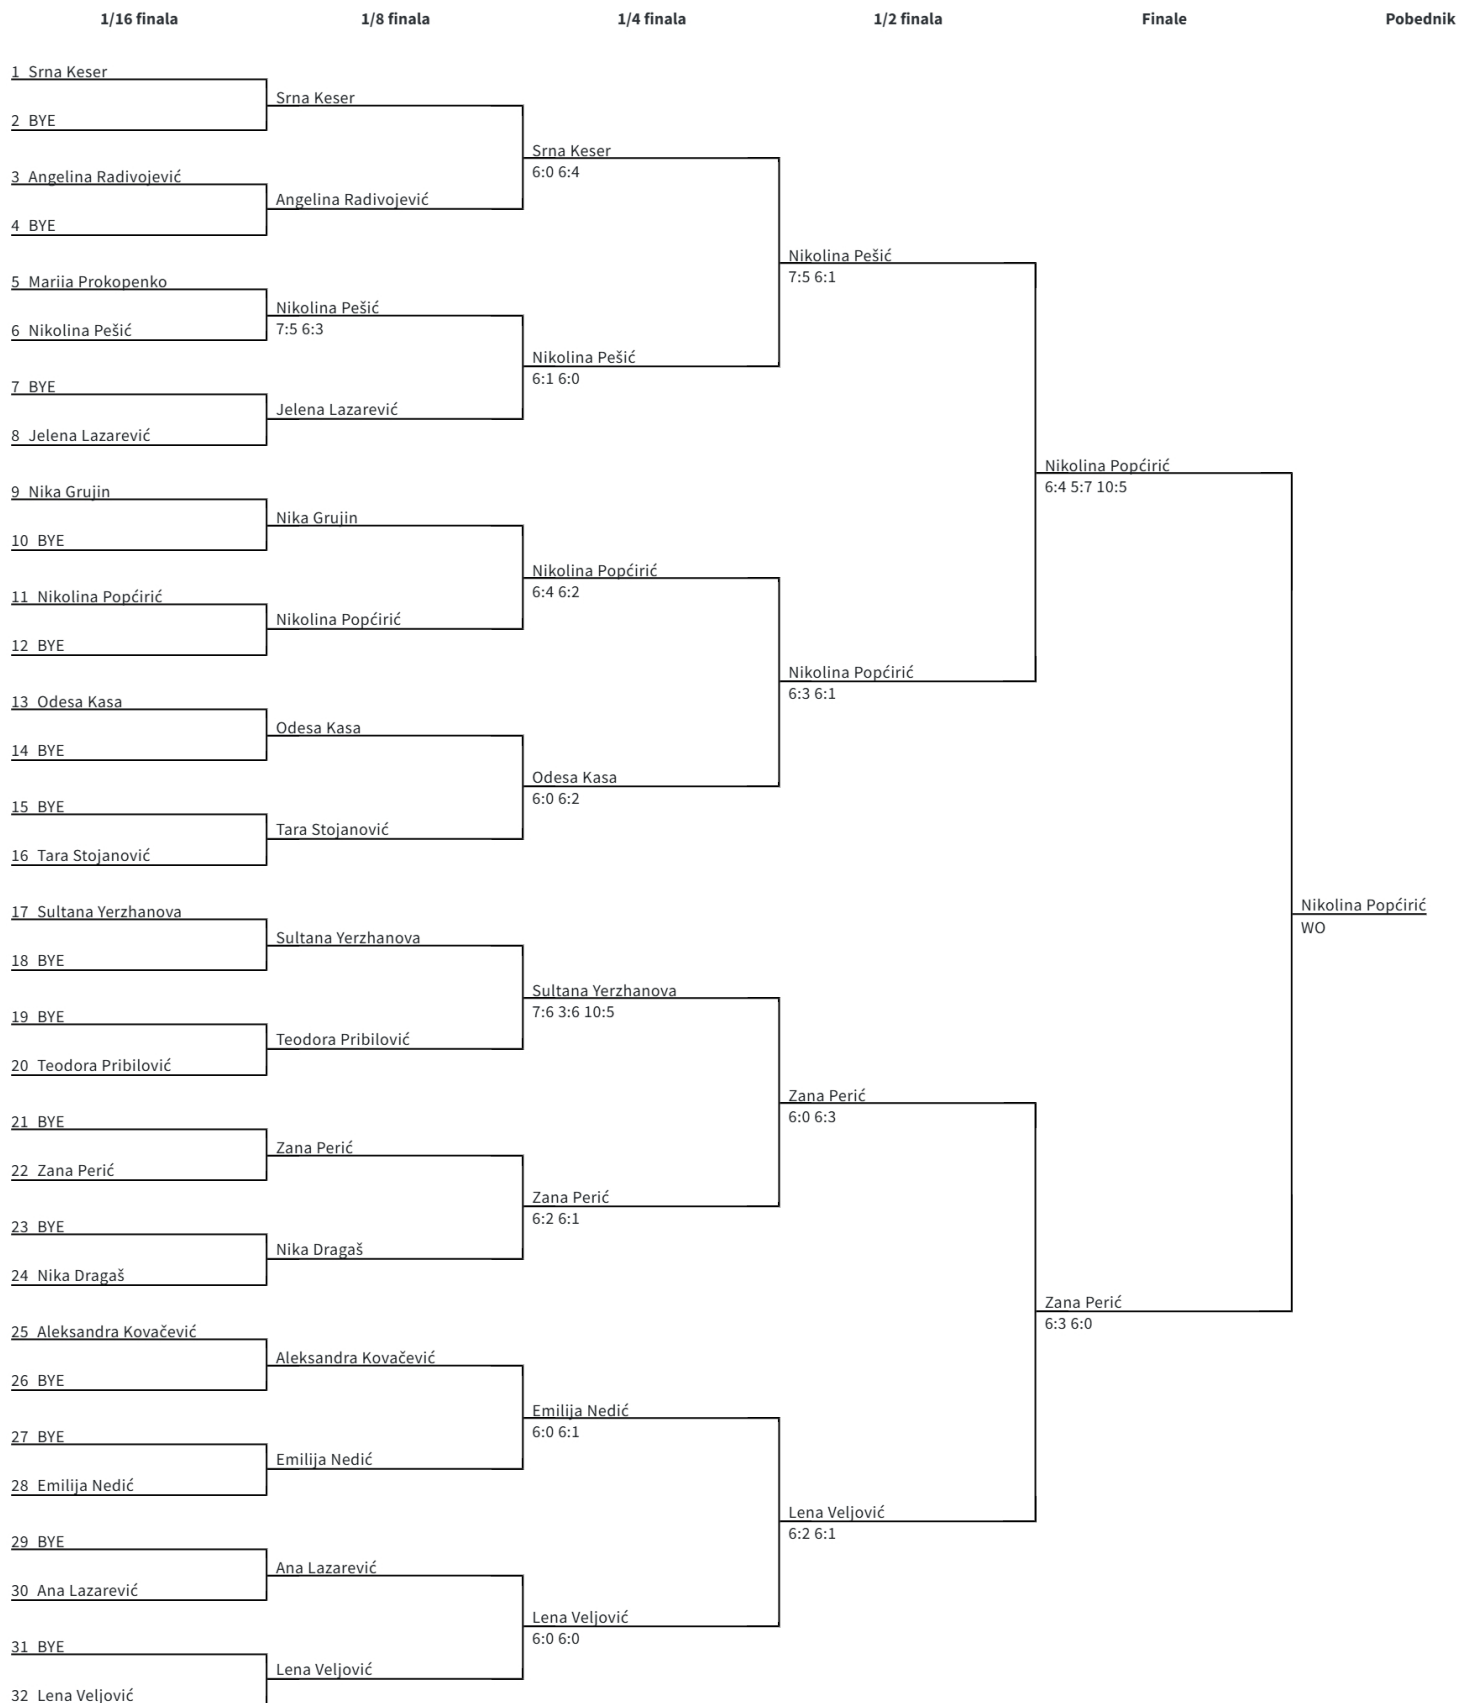 1/16 finala
1/8 finala
1/4 finala
1/2 finala
Finale
Pobednik
1 Srna Keser
2 BYE
3 Angelina Radivojević
4 BYE
5 Mariia Prokopenko
6 Nikolina Pešić
7 BYE
8 Jelena Lazarević
9 Nika Grujin
10 BYE
11 Nikolina Popćirić
12 BYE
13 Odesa Kasa
14 BYE
15 BYE
16 Tara Stojanović
17 Sultana Yerzhanova
18 BYE
19 BYE
20 Teodora Pribilović
21 BYE
22 Zana Perić
23 BYE
24 Nika Dragaš
25 Aleksandra Kovačević
26 BYE
27 BYE
28 Emilija Nedić
29 BYE
30 Ana Lazarević
31 BYE
32 Lena Veljović
Srna Keser
Angelina Radivojević
Nikolina Pešić
7:5 6:3
Jelena Lazarević
Nika Grujin
Nikolina Popćirić
Odesa Kasa
Tara Stojanović
Sultana Yerzhanova
Teodora Pribilović
Zana Perić
Nika Dragaš
Aleksandra Kovačević
Emilija Nedić
Ana Lazarević
Lena Veljović
Srna Keser
6:0 6:4
Nikolina Pešić
6:1 6:0
Nikolina Popćirić
6:4 6:2
Odesa Kasa
6:0 6:2
Sultana Yerzhanova
7:6 3:6 10:5
Zana Perić
6:2 6:1
Emilija Nedić
6:0 6:1
Lena Veljović
6:0 6:0
Nikolina Pešić
7:5 6:1
Nikolina Popćirić
6:3 6:1
Zana Perić
6:0 6:3
Lena Veljović
6:2 6:1
Nikolina Popćirić
6:4 5:7 10:5
Zana Perić
6:3 6:0
Nikolina Popćirić
WO